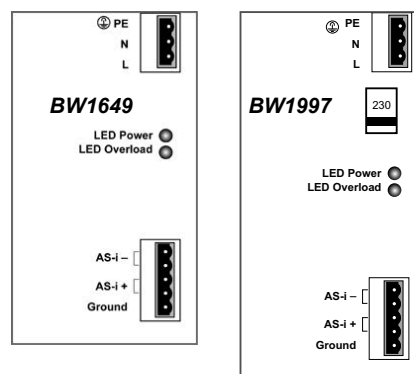 PE
N
L
BW1649
LED Power
LED Overload
AS-i –
AS-i +
Ground
PE
N
L
BW1997
230
LED Power
LED Overload
AS-i –
AS-i +
Ground